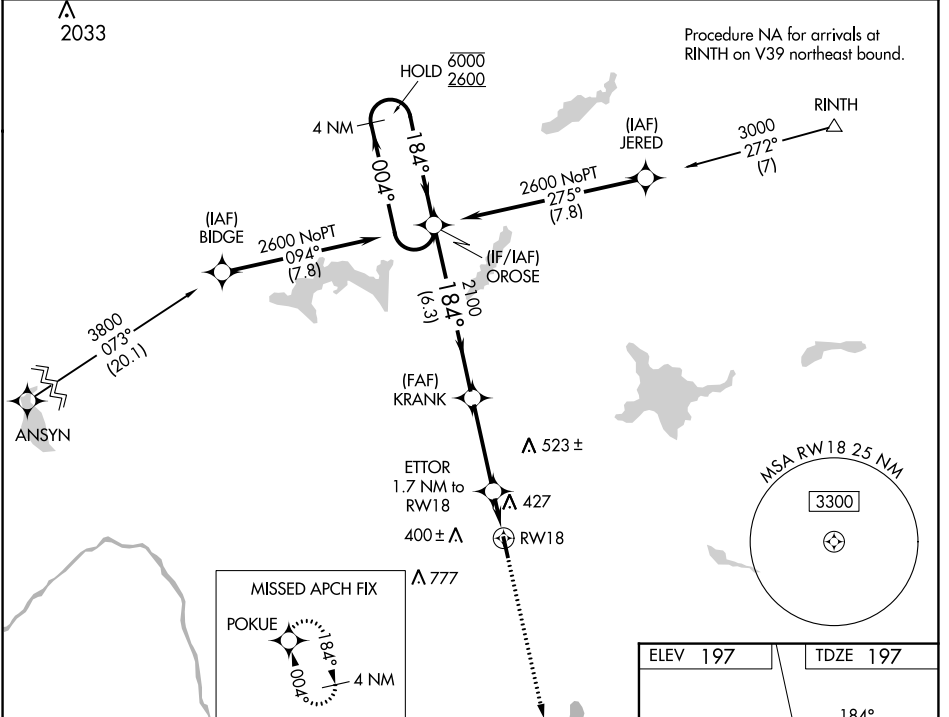 2033
Procedure NA for arrivals at
RINTH on V39 northeast bound.
HOLD
6000
2600
4 NM
184°
004°
RINTH
3000
272°
(7)
(IAF)
JERED
2600 NoPT
275°
(7.8)
(IAF)
BIDGE
2600 NoPT
094°
(7.8)
(IF/IAF)
OROSE
2100
184°
(6.3)
3800
073°
(20.1)
ANSYN
(FAF)
KRANK
523 ±
ETTOR
1.7 NM to
RW18
427
400 ±
RW18
777
MSA RW18 25 NM
3300
MISSED APCH FIX
POKUE
184°
004°
4 NM
ELEV 197
TDZE 197
184°